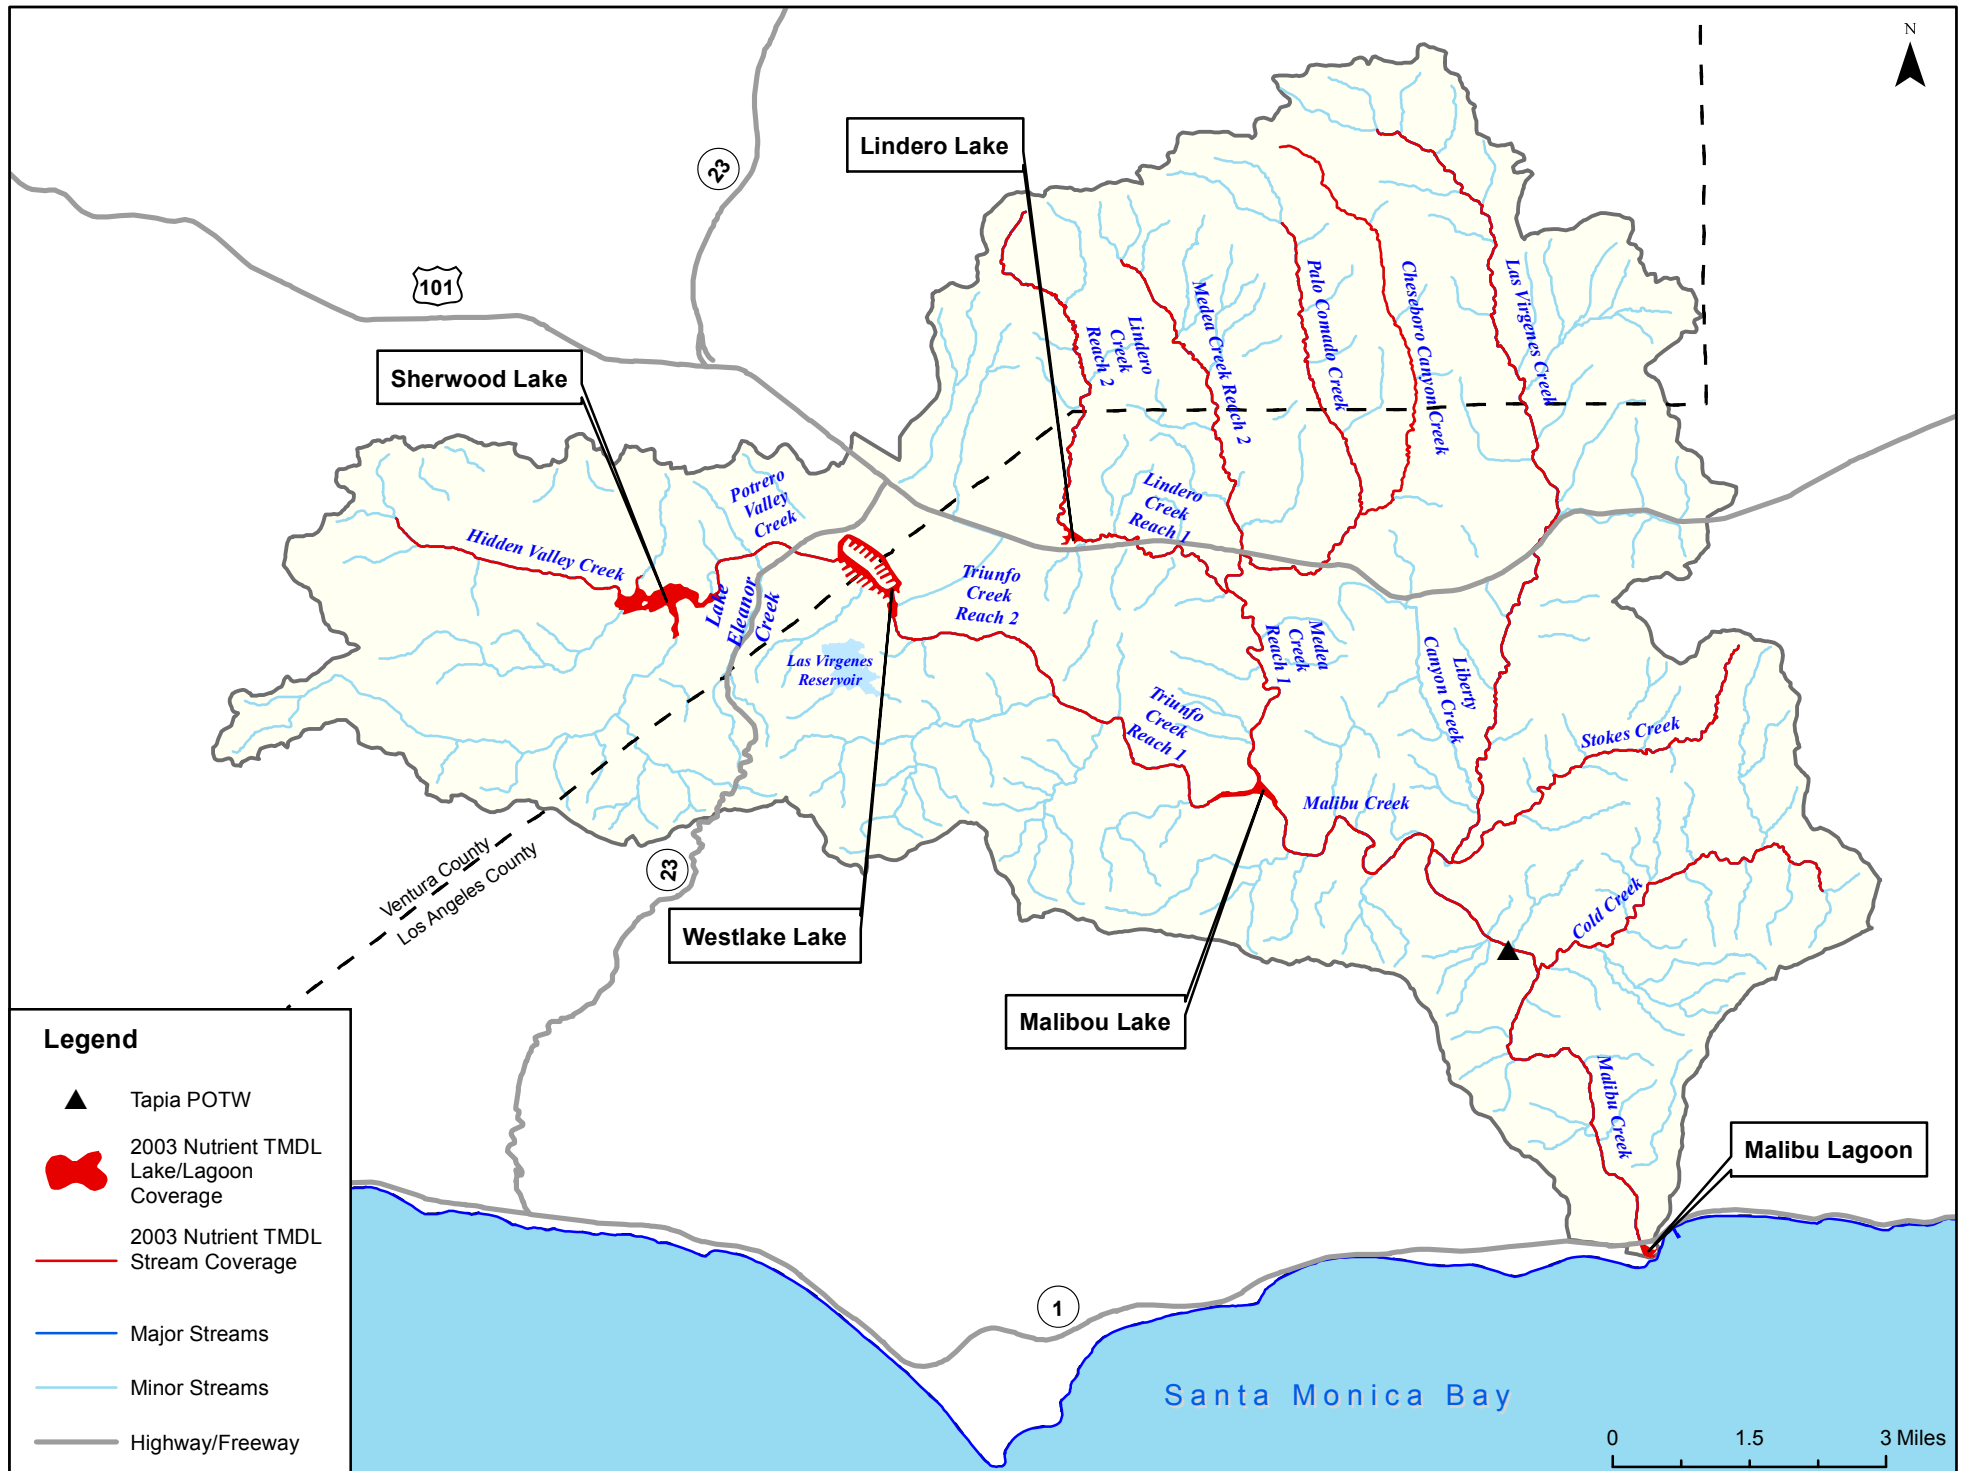 N
23
Lindero Lake
101
Sherwood Lake
Lindero
Creek
Reach 2
Medea Creek Reach 2
Palo Comado Creek
Cheseboro Canyon Creek
Las Virgenes Creek
Potrero
Valley
Creek
Lindero
Creek
Reach 1
Hidden Valley Creek
Lake
Eleanor
Creek
Triunfo
Creek
Reach 2
Las Virgenes
Reservoir
Medea
Creek
Reach 1
Liberty
Canyon Creek
Triunfo
Creek
Reach 1
Stokes Creek
Malibu Creek
Ventura County
Los Angeles County
23
Cold Creek
Westlake Lake
Malibou Lake
Malibu Creek
Malibu Lagoon
Legend
Tapia POTW
2003 Nutrient TMDL
Lake/Lagoon
Coverage
2003 Nutrient TMDL
Stream Coverage
Major Streams
Minor Streams
Highway/Freeway
1
Santa Monica Bay
0 1.5 3 Miles